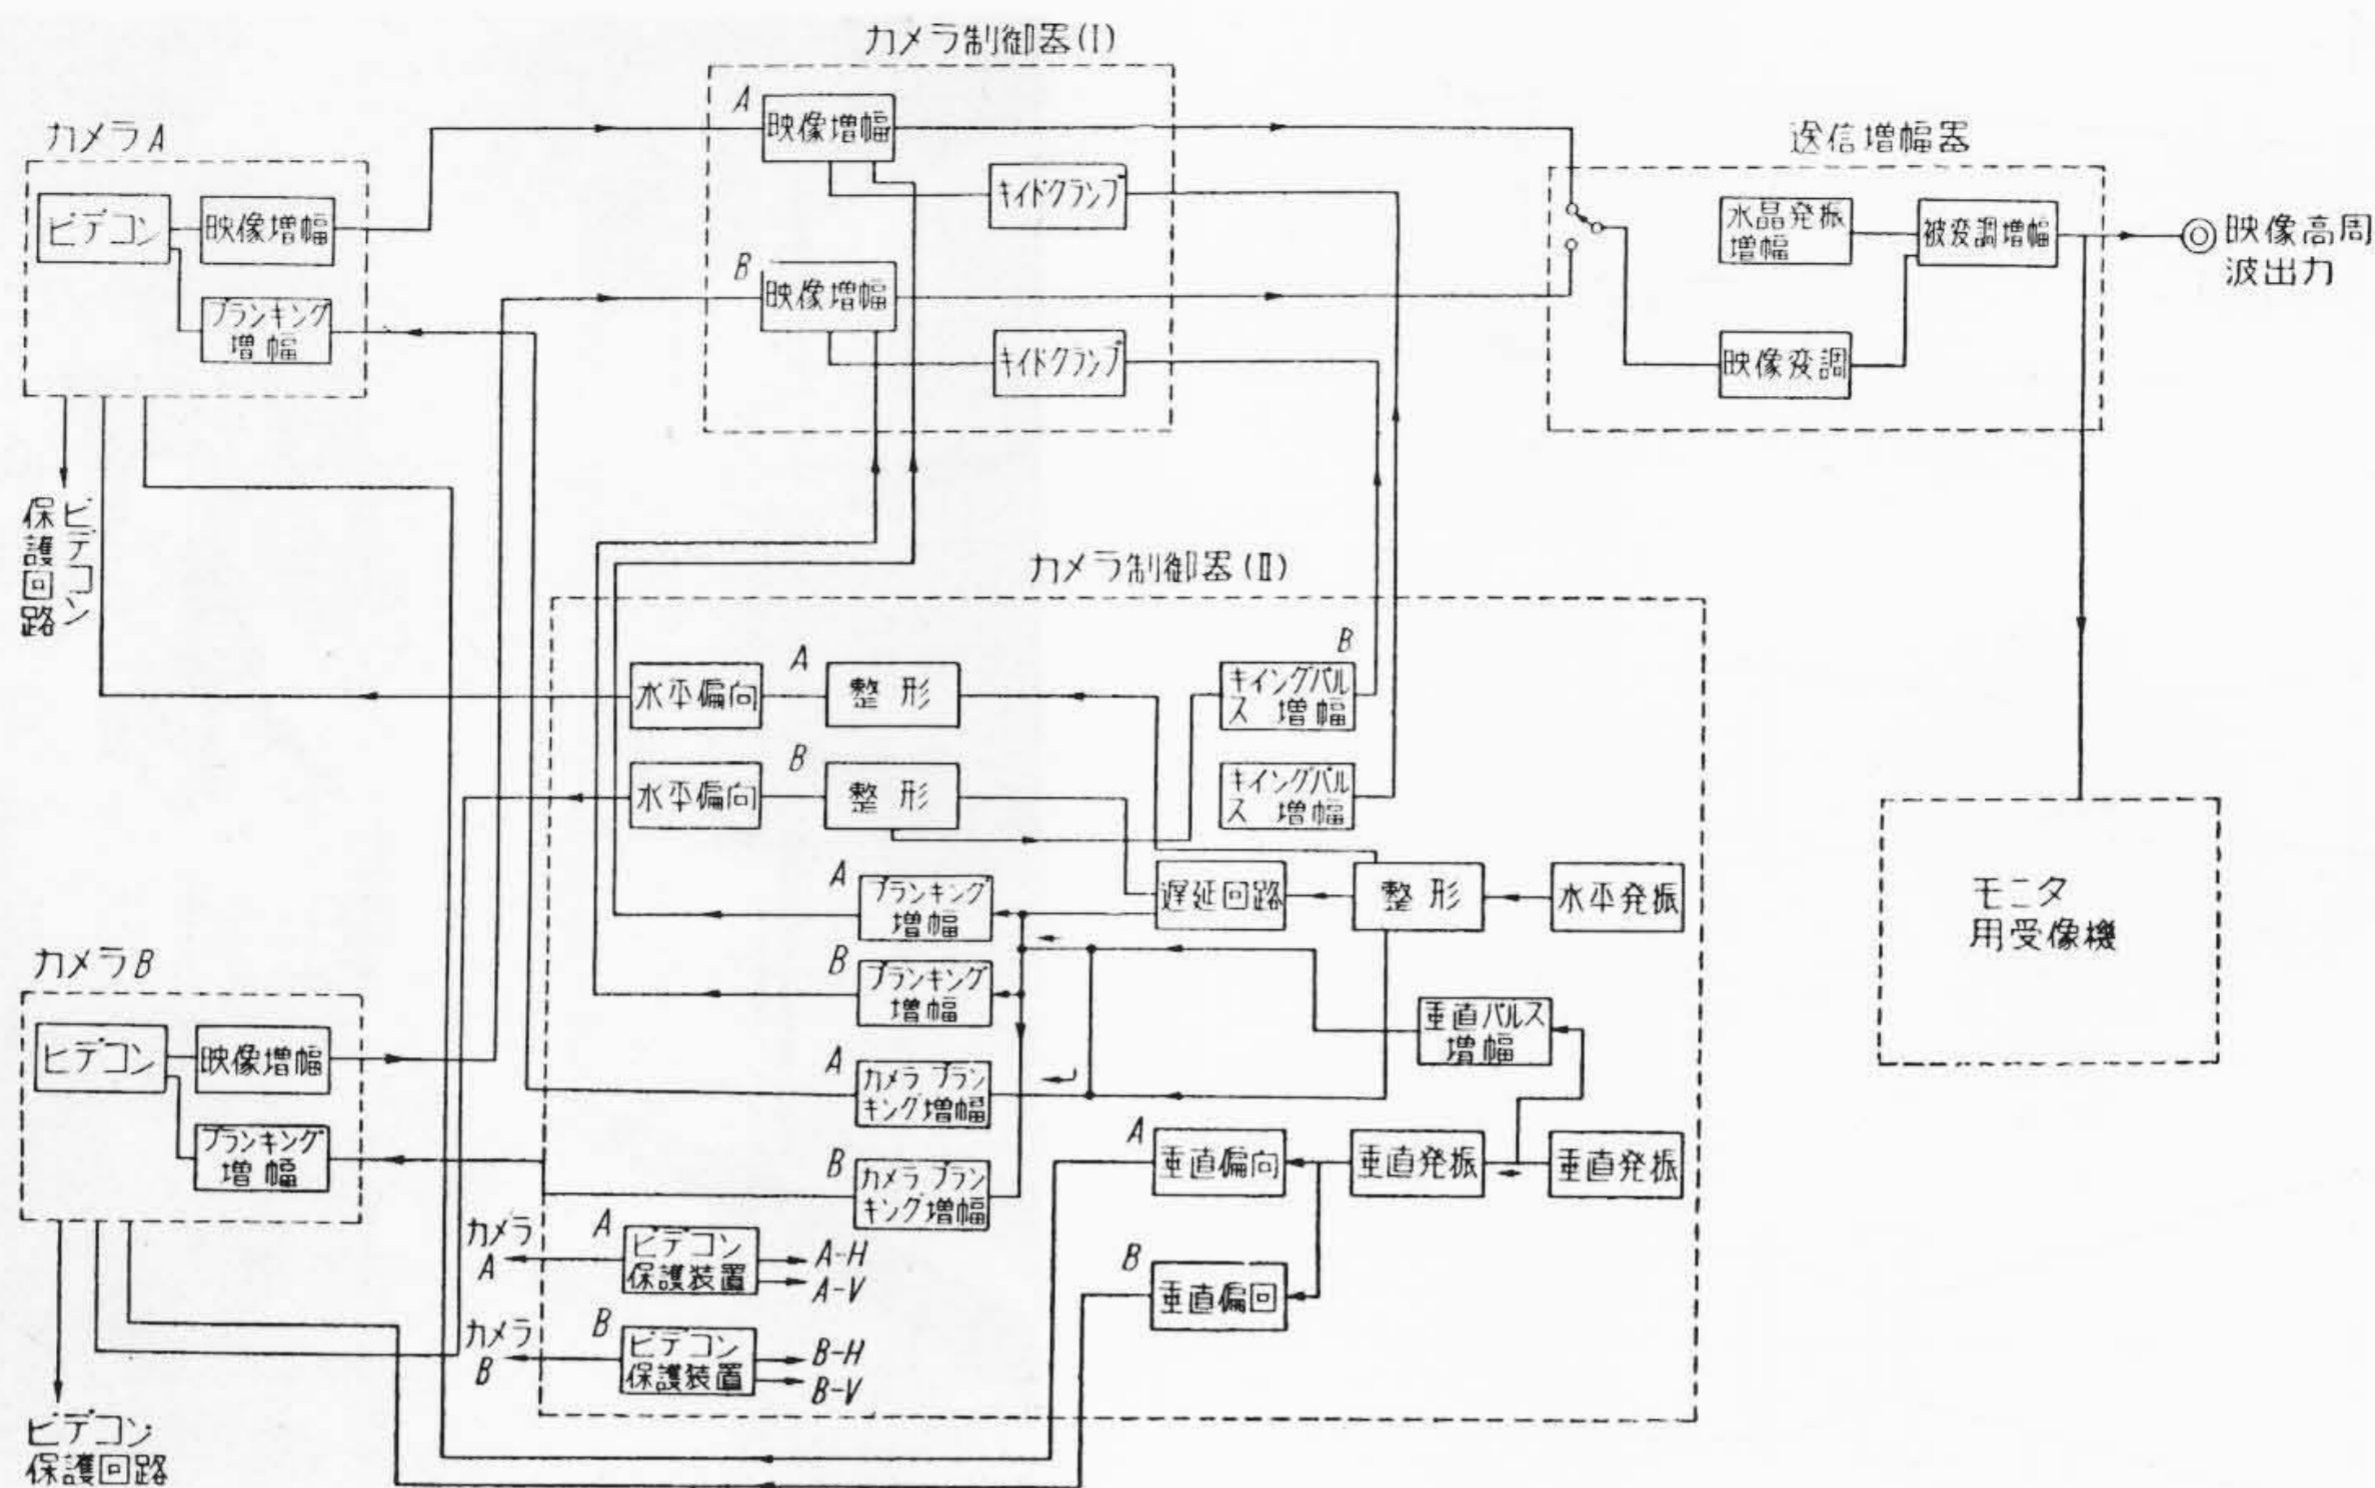 カメラ制御器(I)
カメラA
ビデコン
映像増幅
ブランキング
増幅
A
映像増幅
キイドクランプ
B
映像増幅
キイドクランプ
送信増幅器
水晶発振
増幅
被変調増幅
映像変調
映像高周
波出力
ビデコン
保護回路
カメラ制御器(II)
A
水平偏向
整形
B
水平偏向
整形
B
キイングパル
ス増幅
キイングパル
ス増幅
A
ブランキング
増幅
遅延回路
整形
水平発振
B
ブランキング
増幅
垂直パルス
増幅
A
カメラブラン
キング増幅
B
カメラブラン
キング増幅
A
垂直偏向
垂直発振
垂直発振
B
垂直偏回
モニタ
用受像機
カメラB
ビデコン
映像増幅
ブランキング
増幅
カメラ
A
A
ビデコン
保護装置
A-H
A-V
カメラ
B
B
ビデコン
保護装置
B-H
B-V
ビデコン
保護回路